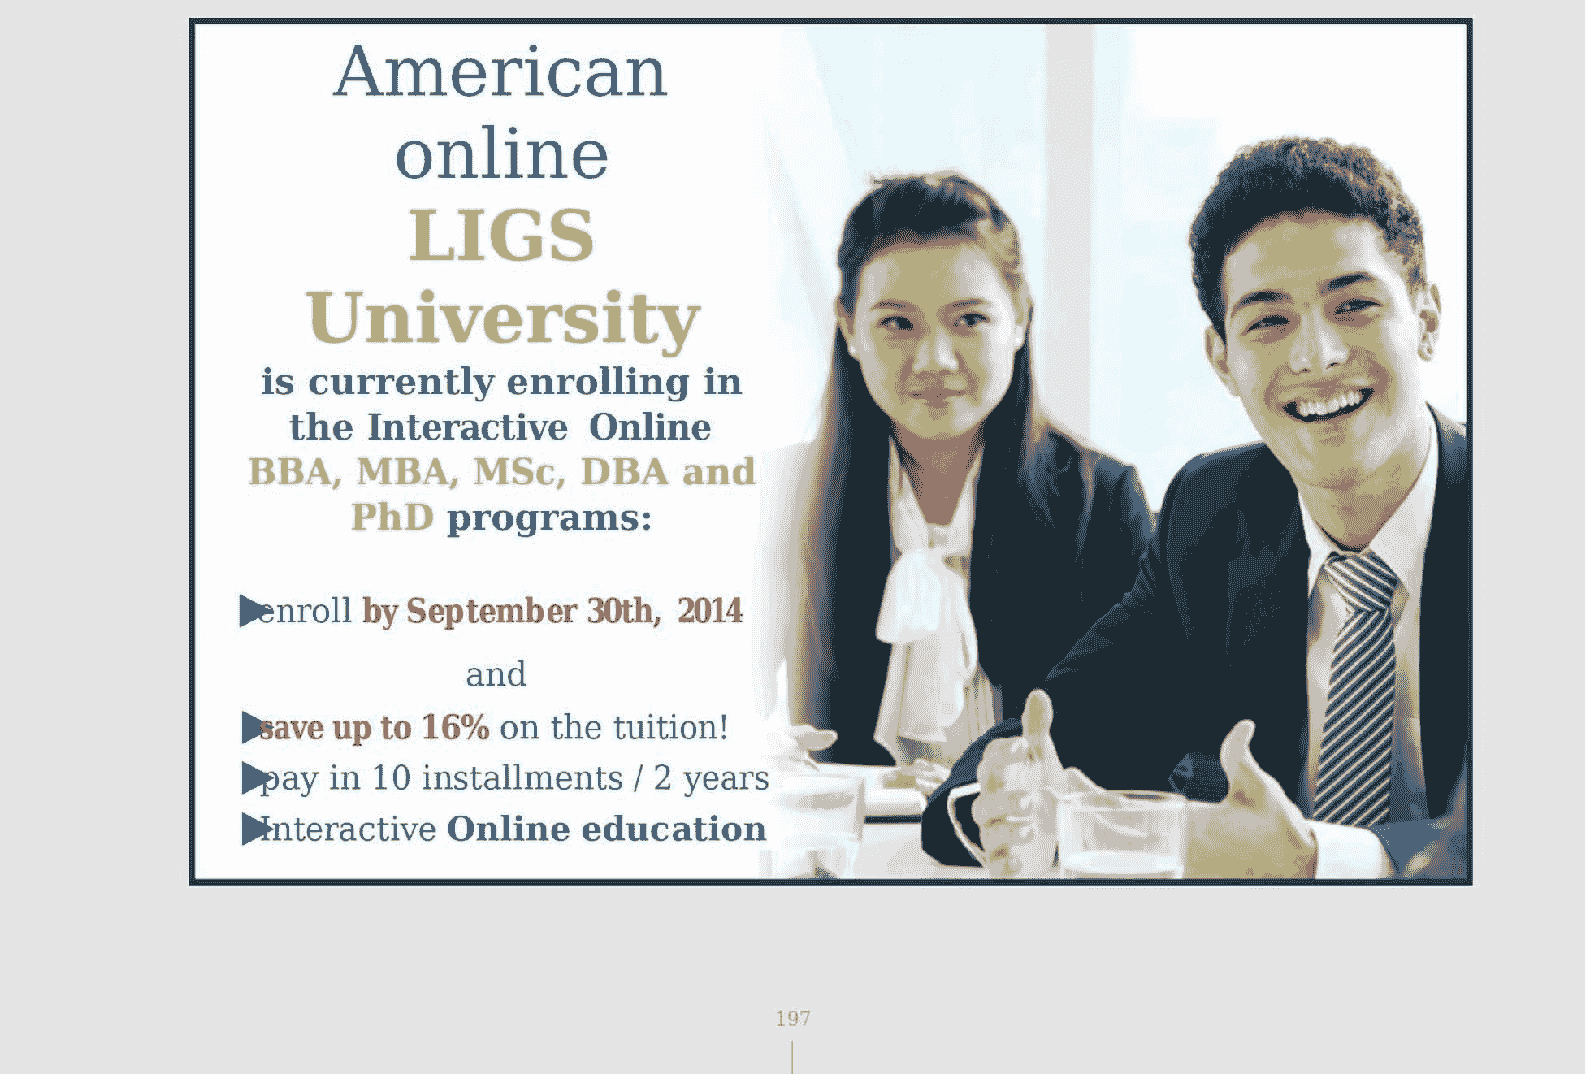 American
online
LIGS
University
is currently enrolling in
the Interactive Online
BBA, MBA, MSc, DBA and
PhD programs:
enroll by September 30th, 2014
and
save up to 16% on the tuition!
pay in 10 installments / 2 years
Interactive Online education
197